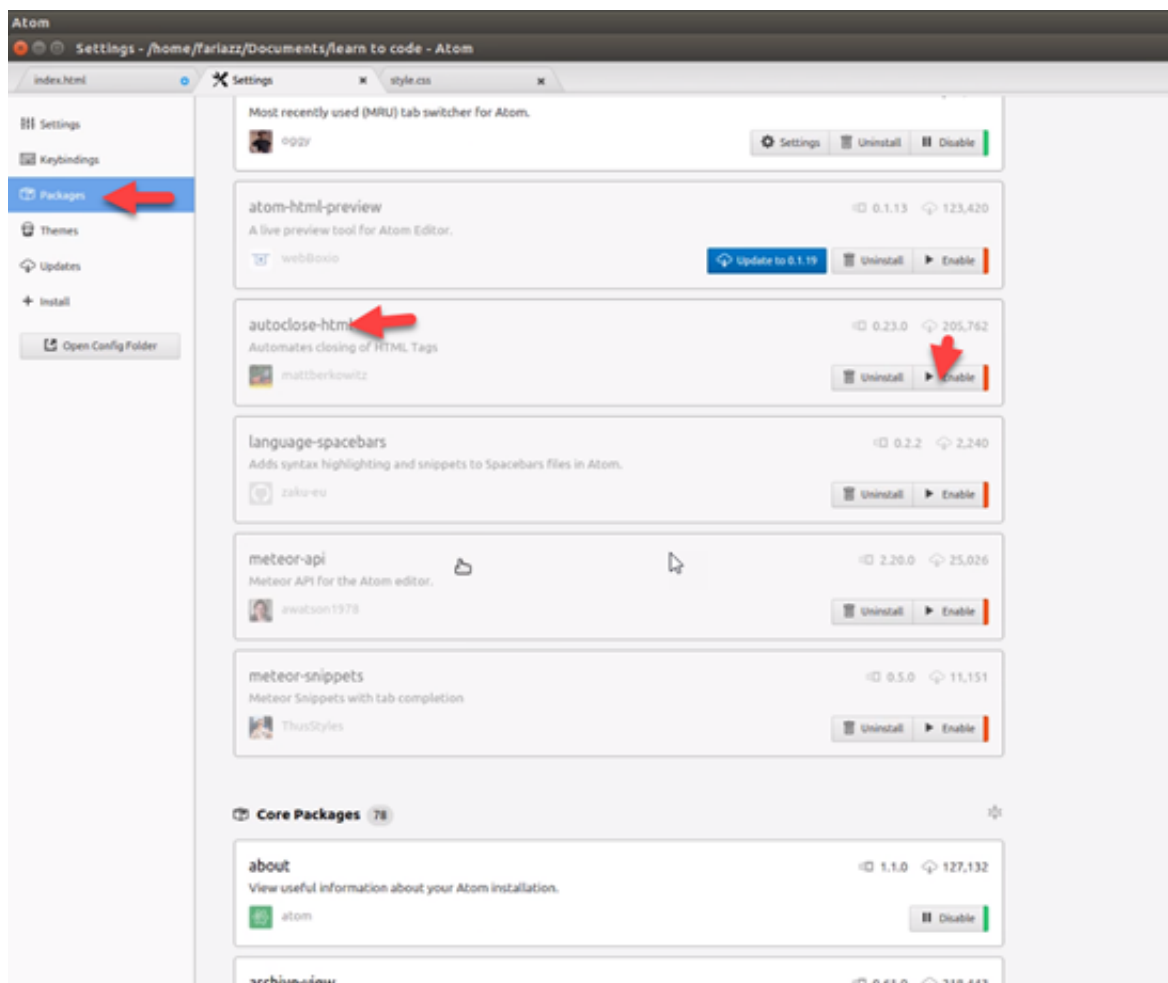 Atom
Settings - /home/fariazz/Documents/learn to code - Atom
index.html
Settings
style.css
Settings
Keybindings
Packages
Themes
Updates
Install
Open Config Folder
Most recently used (MRU) tab switcher for Atom.
oggy
Settings Uninstall Disable
atom-html-preview 0.1.13 123,420
A live preview tool for Atom Editor.
webBoxio Update to 0.1.19 Uninstall Enable
autoclose-html 0.23.0 205,762
Automates closing of HTML Tags
mattberkowitz Uninstall Enable
language-spacebars 0.2.2 2,240
Adds syntax highlighting and snippets to Spacebars files in Atom.
zaku-eu Uninstall Enable
meteor-api 2.20.0 25,026
Meteor API for the Atom editor.
awatson1978 Uninstall Enable
meteor-snippets 0.5.0 11,151
Meteor Snippets with tab completion
ThusStyles Uninstall Enable
Core Packages 78
about 1.1.0 127,132
View useful information about your Atom installation.
atom Disable
archive-view